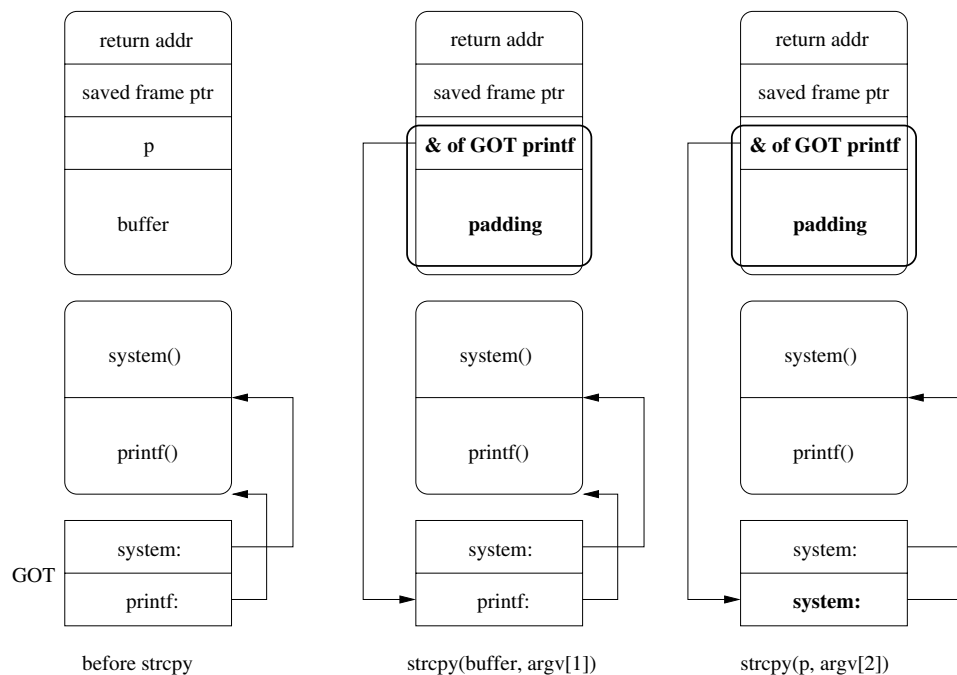 return addr
saved frame ptr
p
buffer
system()
printf()
GOT
system:
printf:
before strcpy
return addr
saved frame ptr
& of GOT printf
padding
system()
printf()
system:
printf:
strcpy(buffer, argv[1])
return addr
saved frame ptr
& of GOT printf
padding
system()
printf()
system:
system:
strcpy(p, argv[2])